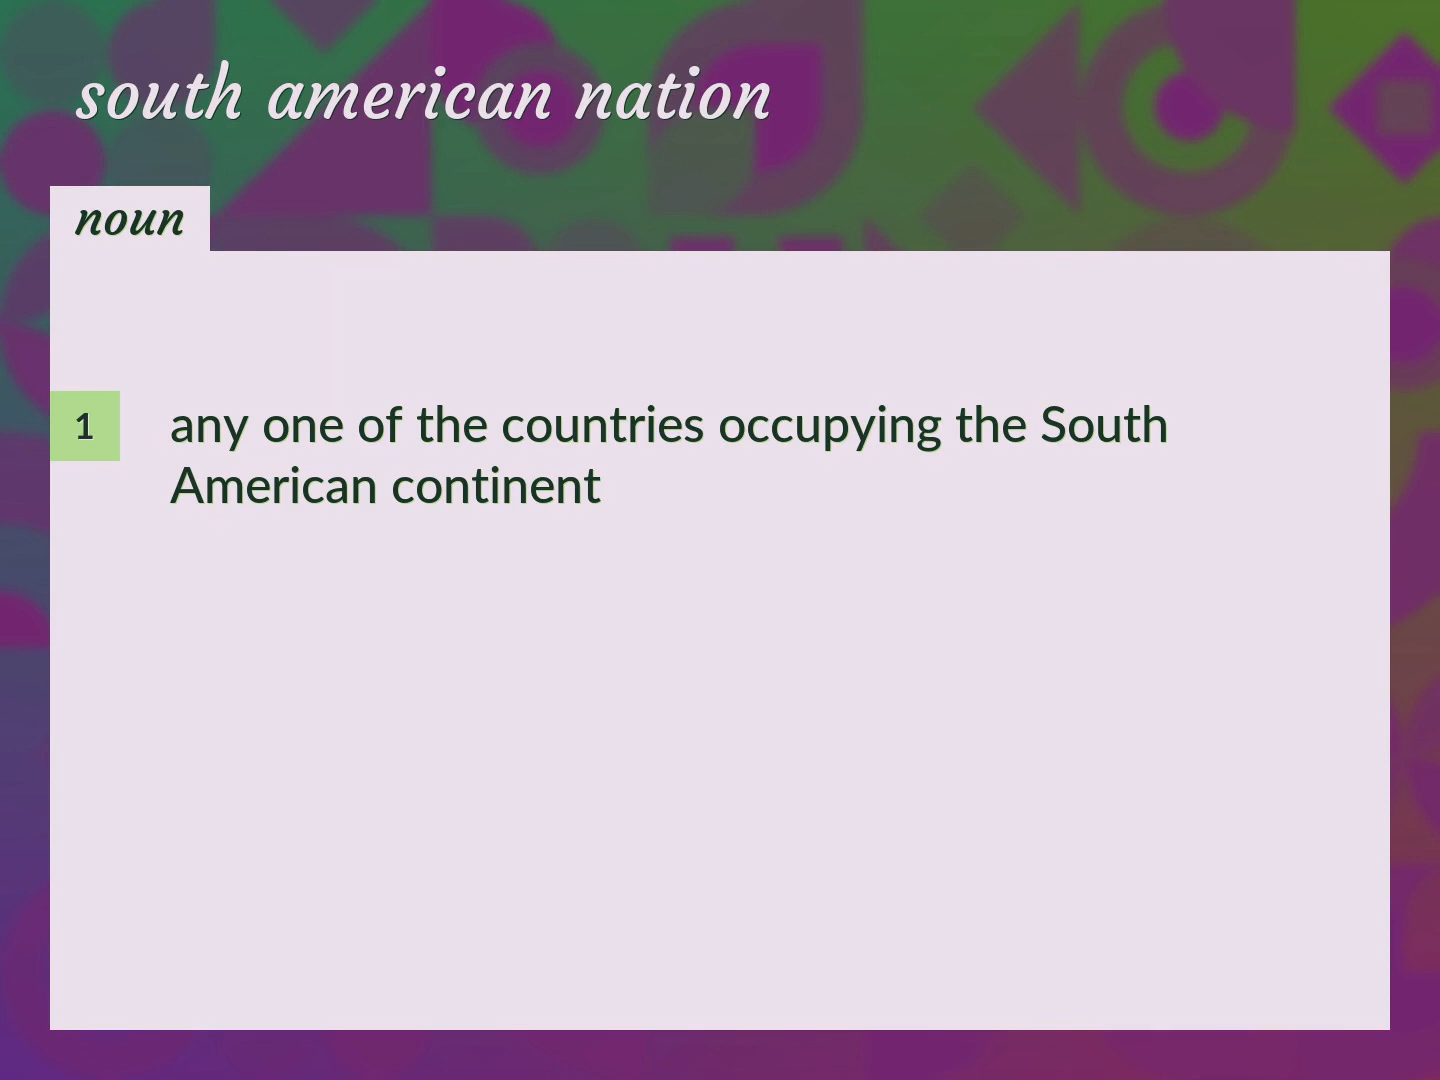 south american nation
noun
1
any one of the countries occupying the South
American continent